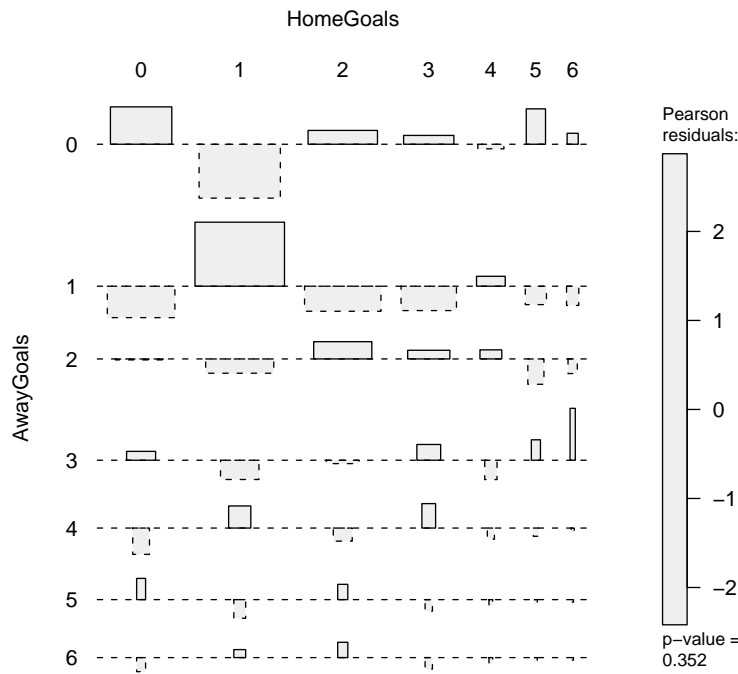 HomeGoals
0 1 2 3 4 5 6
AwayGoals
0
1
2
3
4
5
6
Pearson
residuals:
2
1
0
−1
−2
p−value =
0.352